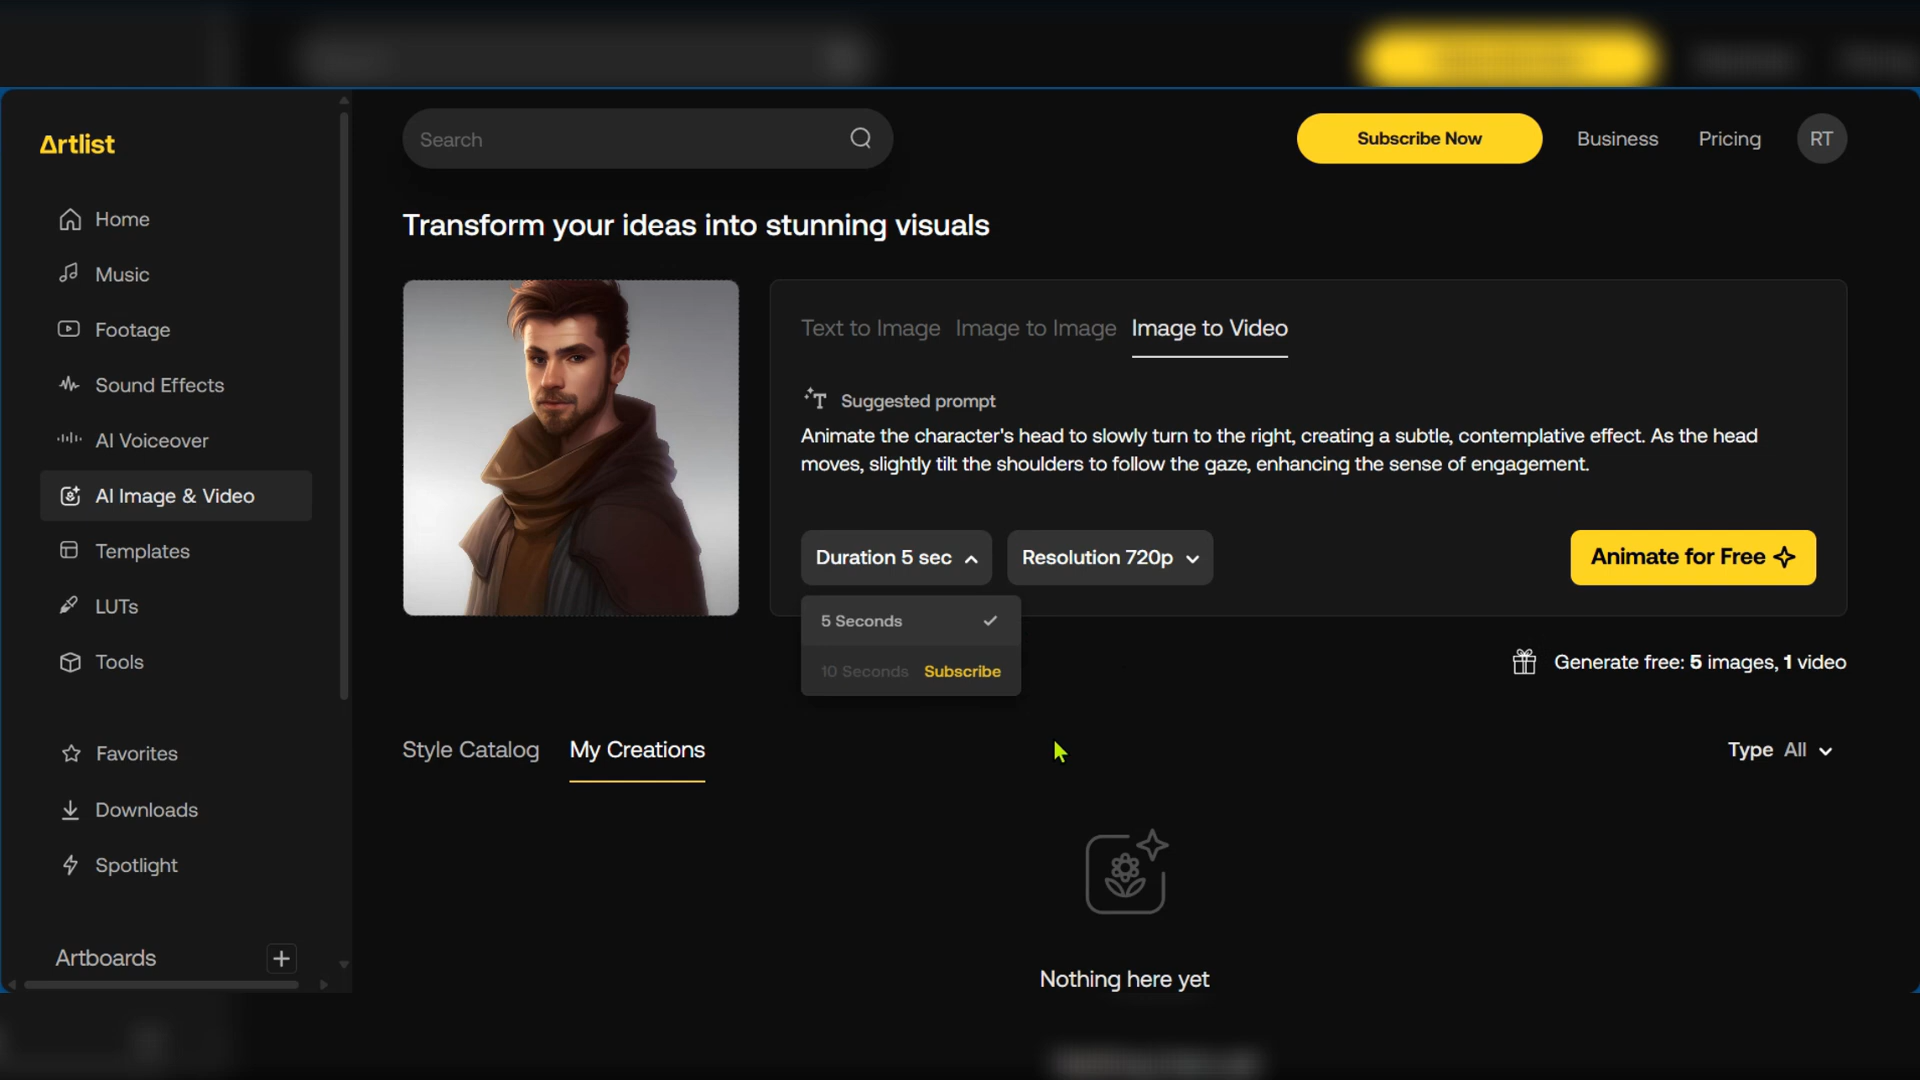 Artlist
Search
Subscribe Now
Business
Pricing
RT
Home
Music
Footage
Sound Effects
AI Voiceover
AI Image & Video
Templates
LUTs
Tools
Favorites
Downloads
Spotlight
Artboards
Transform your ideas into stunning visuals
Text to Image
Image to Image
Image to Video
Suggested prompt
Animate the character's head to slowly turn to the right, creating a subtle, contemplative effect. As the head
moves, slightly tilt the shoulders to follow the gaze, enhancing the sense of engagement.
Duration 5 sec
Resolution 720p
Animate for Free
5 Seconds
10 Seconds Subscribe
Generate free: 5 images, 1 video
Style Catalog
My Creations
Type All
Nothing here yet